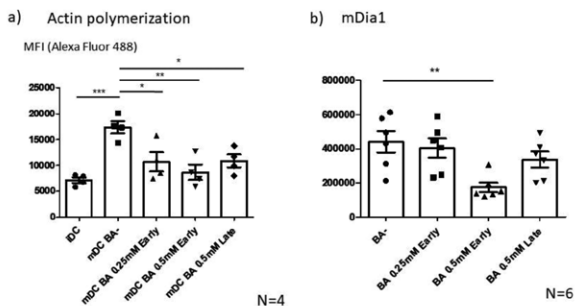 a) Actin polymerization
MFI (Alexa Fluor 488)
*
**
***
*
25000
20000
15000
10000
5000
0
iDC
mDC BA-
mDC BA 0.25mM Early
mDC BA 0.5mM Early
mDC BA 0.5mM Late
N=4
b) mDia1
**
800000
600000
400000
200000
0
BA-
BA 0.25mM Early
BA 0.5mM Early
BA 0.5mM Late
N=6